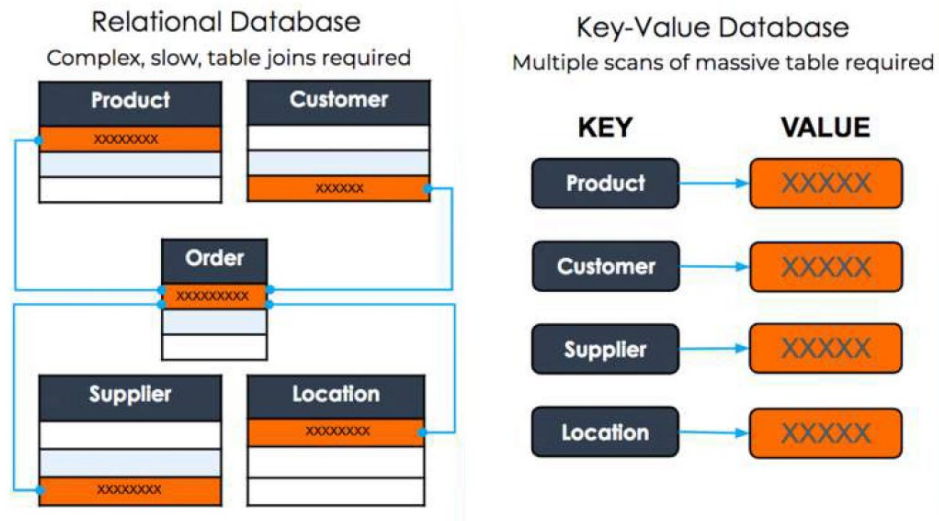 Relational Database
Complex, slow, table joins required
Product
XXXXXXXX
Customer
XXXXXX
Order
XXXXXXXXX
Supplier
XXXXXXXX
Location
XXXXXXXX
Key-Value Database
Multiple scans of massive table required
KEY VALUE
Product XXXXX
Customer XXXXX
Supplier XXXXX
Location XXXXX